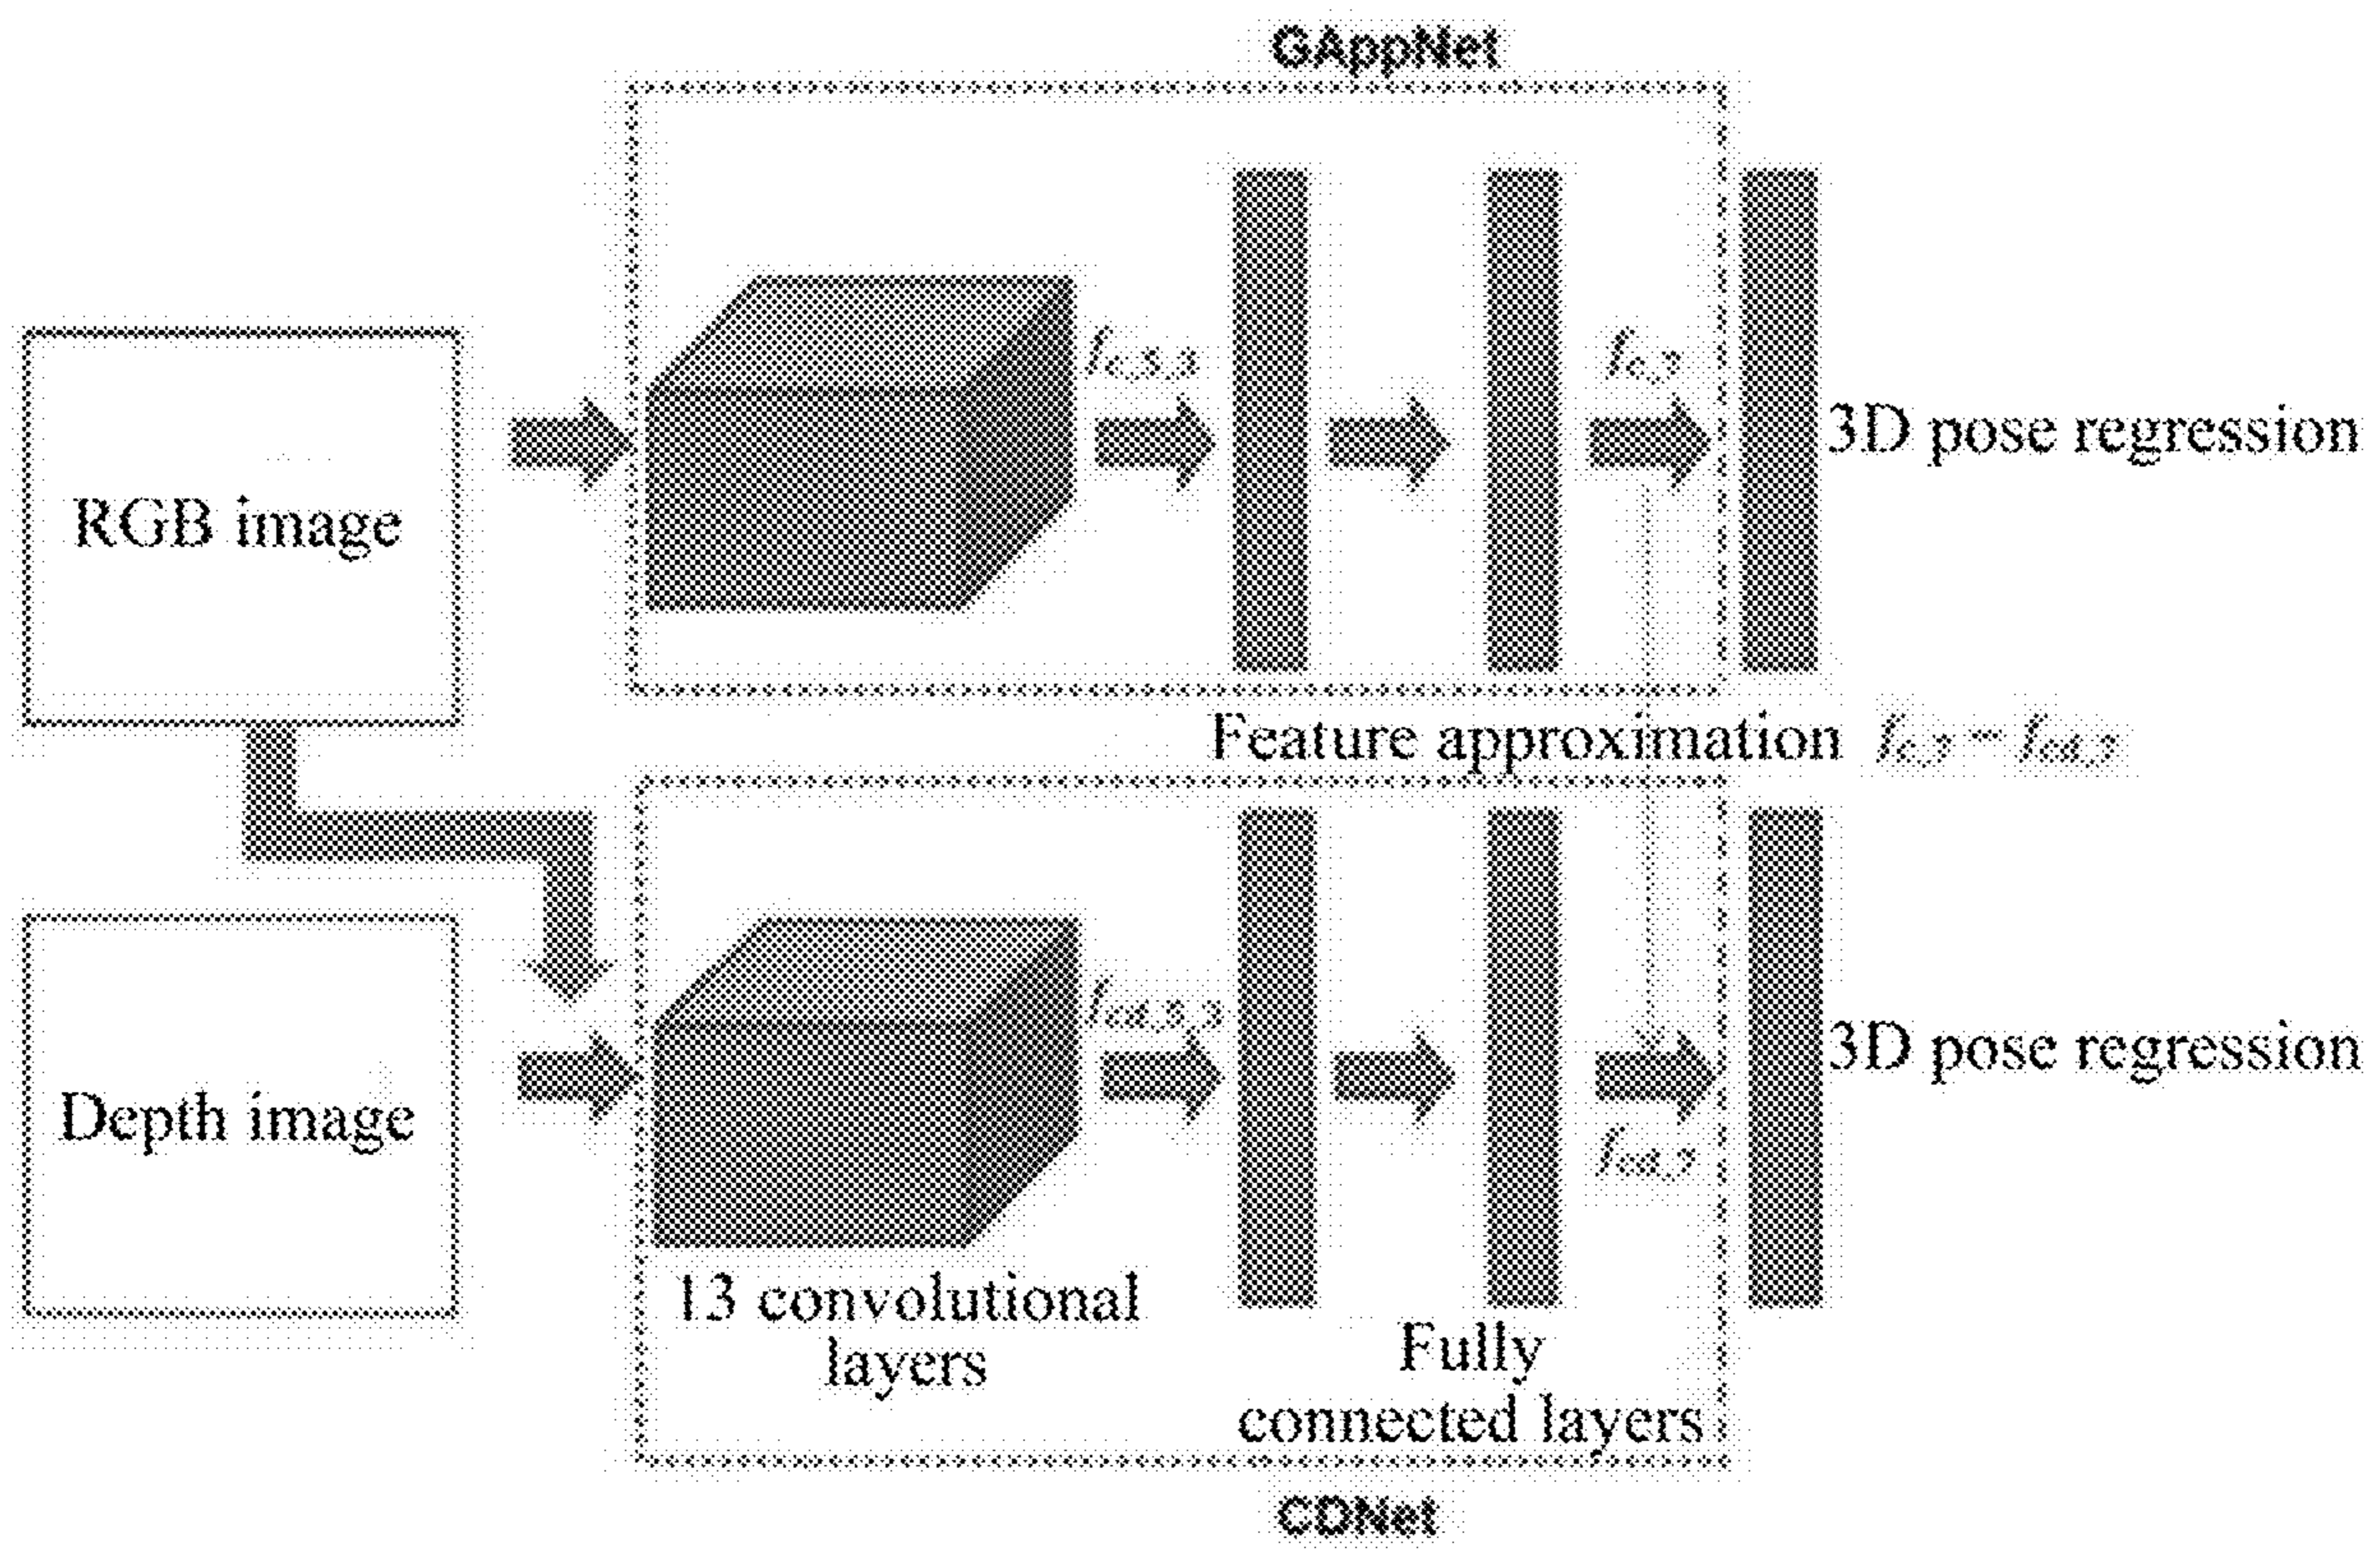 GAppNet
RGB image
3D pose regression
Feature approximation
Depth image
3D pose regression
13 convolutional
layers
Fully
connected layers
CDNet